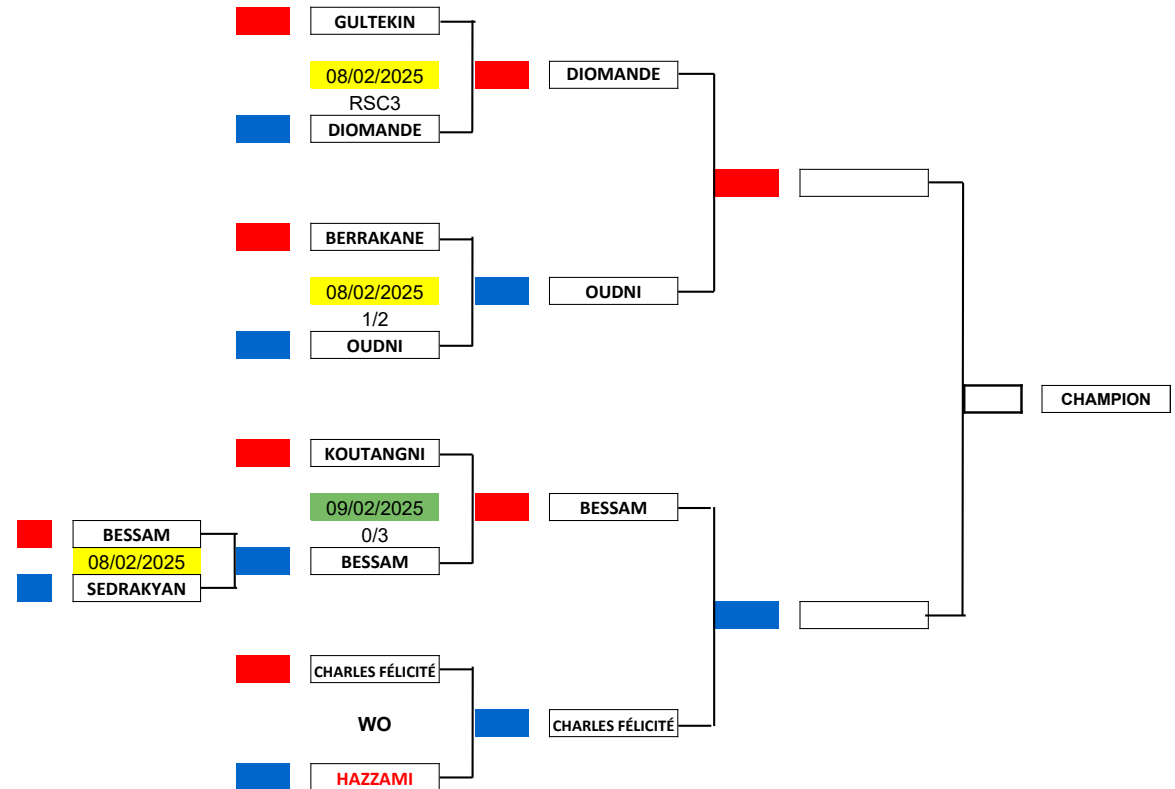 GULTEKIN
08/02/2025
RSC3
DIOMANDE
DIOMANDE
BERRAKANE
08/02/2025
1/2
OUDNI
OUDNI
CHAMPION
KOUTANGNI
09/02/2025
0/3
BESSAM
BESSAM
BESSAM
08/02/2025
SEDRAKYAN
CHARLES FÉLICITÉ
WO
HAZZAMI
CHARLES FÉLICITÉ